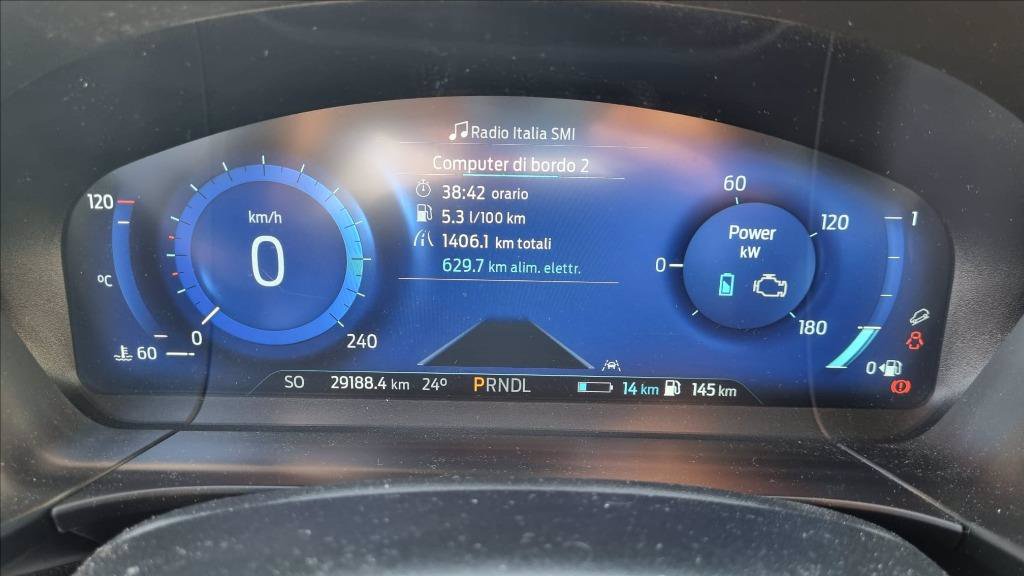 Radio Italia SMI
Computer di bordo 2
38:42 orario
5.3 l/100 km
1406.1 km totali
629.7 km alim. elettr.
120
°C
60
km/h
0
0
240
60
0
120
180
Power
kW
1
0
SO 29188.4 km 24° PRNDL 14 km 145 km